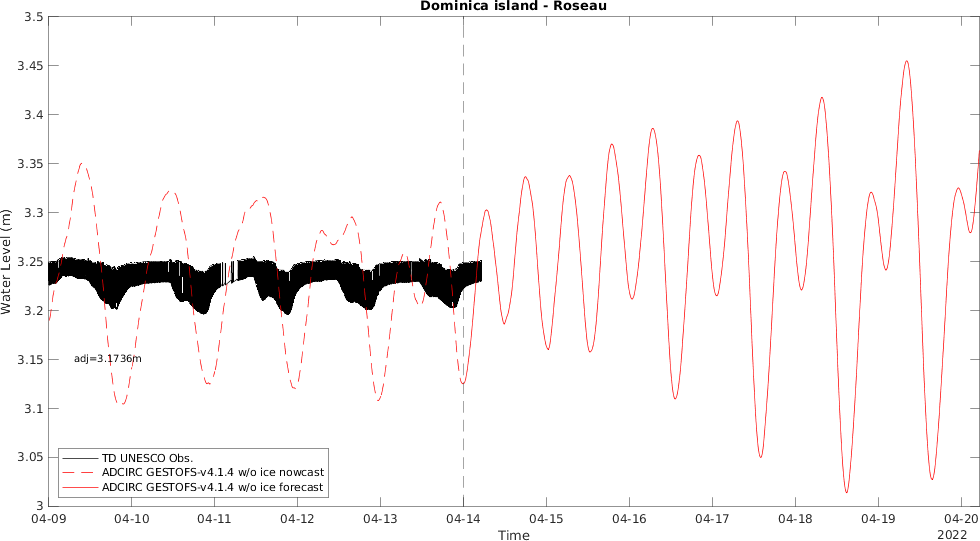 Dominica island - Roseau
3.5
3.45
3.4
3.35
3.3
3.25
3.2
3.15
3.1
3.05
3
Water Level (m)
adj=3.1736m
TD UNESCO Obs.
ADCIRC GESTOFS-v4.1.4 w/o ice nowcast
ADCIRC GESTOFS-v4.1.4 w/o ice forecast
04-09 04-10 04-11 04-12 04-13 04-14 04-15 04-16 04-17 04-18 04-19 04-20
Time
2022